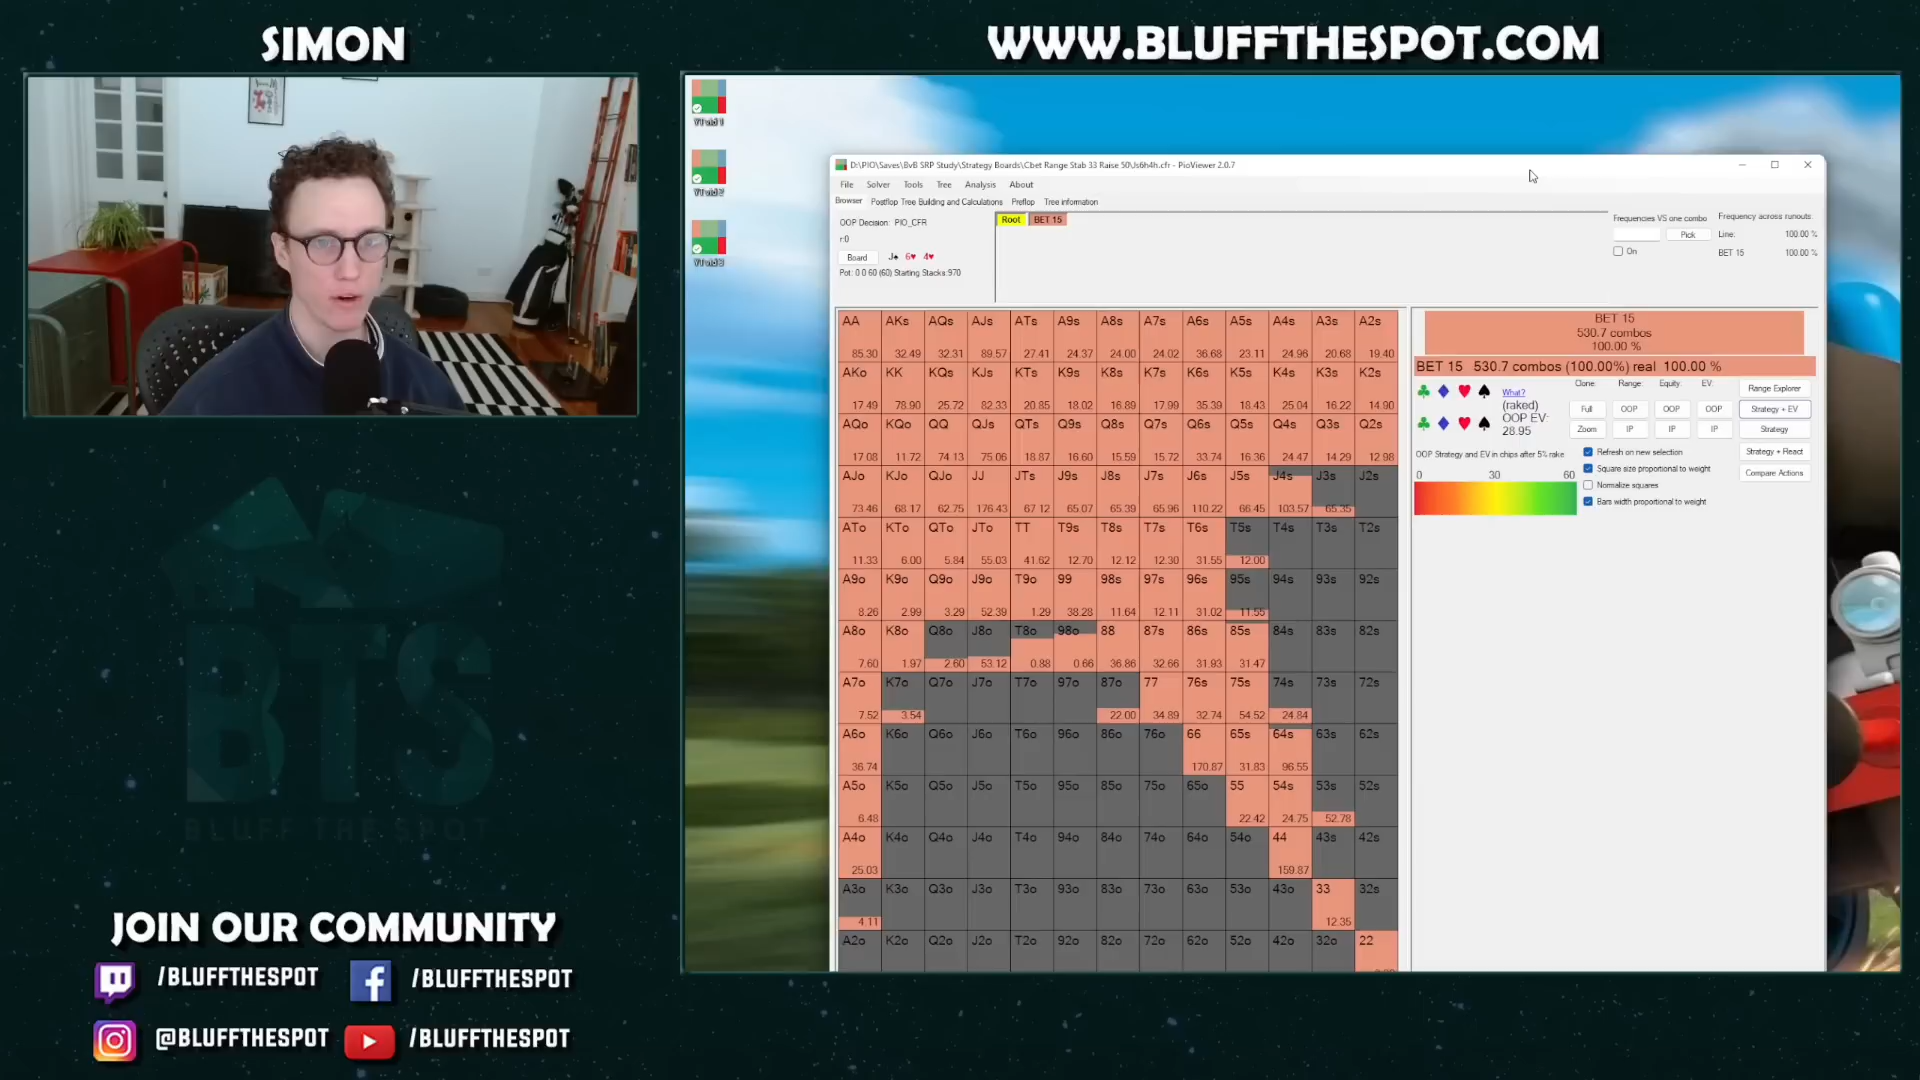 SIMON
WWW.BLUFFTHESPOT.COM
D:\PIO\Saves\BvB SRP Study\Strategy Boards\Cbet Range Stab 33 Raise 50\Js6h4h.cfr - PioViewer 2.0.7
File Solver Tools Tree Analysis About
Browser Postflop Tree Building and Calculations Preflop Tree information
OOP Decision: PIO_CFR
r:0
Board J♠ 6♥ 4♥
Pot: 0 0 60 (60) Starting Stacks:970
Root BET 15
Frequencies VS one combo
Pick
On
Frequency across runouts:
Line: 100.00 %
BET 15 100.00 %
AA AKs AQs AJs ATs A9s A8s A7s A6s A5s A4s A3s A2s
85.30 32.49 32.31 89.57 27.41 24.37 24.00 24.02 36.68 23.11 24.96 20.68 19.40
AKo KK KQs KJs KTs K9s K8s K7s K6s K5s K4s K3s K2s
17.49 78.90 25.72 82.33 20.85 18.02 16.89 17.99 35.39 18.43 25.04 16.22 14.90
AQo KQo QQ QJs QTs Q9s Q8s Q7s Q6s Q5s Q4s Q3s Q2s
17.08 11.72 74.13 75.06 18.87 16.60 15.59 15.72 33.74 16.36 24.47 14.29 12.98
AJo KJo QJo JJ JTs J9s J8s J7s J6s J5s J4s J3s J2s
73.46 68.17 62.75 176.43 67.12 65.07 65.39 65.96 110.22 66.45 103.57 65.35
ATo KTo QTo JTo TT T9s T8s T7s T6s T5s T4s T3s T2s
11.33 6.00 5.84 55.03 41.62 12.70 12.12 12.30 31.55 12.00
A9o K9o Q9o J9o T9o 99 98s 97s 96s 95s 94s 93s 92s
8.26 2.99 3.29 52.39 1.29 38.28 11.64 12.11 31.02 11.55
A8o K8o Q8o J8o T8o 98o 88 87s 86s 85s 84s 83s 82s
7.60 1.97 2.60 53.12 0.88 0.66 36.86 32.66 31.93 31.47
A7o K7o Q7o J7o T7o 97o 87o 77 76s 75s 74s 73s 72s
7.52 3.54 22.00 34.89 32.74 54.52 24.84
A6o K6o Q6o J6o T6o 96o 86o 76o 66 65s 64s 63s 62s
36.74 170.87 31.83 96.55
A5o K5o Q5o J5o T5o 95o 85o 75o 65o 55 54s 53s 52s
6.48 22.42 24.75 52.78
A4o K4o Q4o J4o T4o 94o 84o 74o 64o 54o 44 43s 42s
25.03 159.87
A3o K3o Q3o J3o T3o 93o 83o 73o 63o 53o 43o 33 32s
4.11 12.35
A2o K2o Q2o J2o T2o 92o 82o 72o 62o 52o 42o 32o 22
BET 15
530.7 combos
100.00 %
BET 15 530.7 combos (100.00%) real 100.00 %
What?
(raked)
OOP EV:
28.95
Clone: Range: Equity: EV:
Full OOP OOP OOP
Zoom IP IP IP
Range Explorer
Strategy + EV
Strategy
Strategy + React
Compare Actions
OOP Strategy and EV in chips after 5% rake
0 30 60
Refresh on new selection
Square size proportional to weight
Normalize squares
Bars width proportional to weight
BTS
BLUFF THE SPOT
JOIN OUR COMMUNITY
/BLUFFTHESPOT /BLUFFTHESPOT
@BLUFFTHESPOT /BLUFFTHESPOT